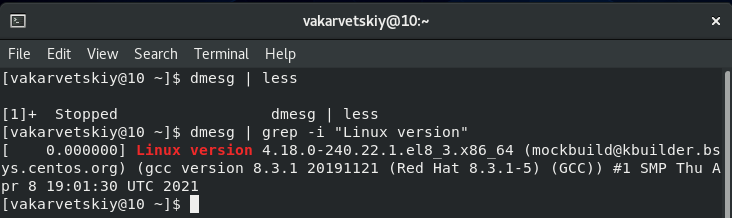 vakarvetskiy@10:~
File Edit View Search Terminal Help
[vakarvetskiy@10 ~]$ dmesg | less
[1]+  Stopped                 dmesg | less
[vakarvetskiy@10 ~]$ dmesg | grep -i "Linux version"
[    0.000000] Linux version 4.18.0-240.22.1.el8_3.x86_64 (mockbuild@kbuilder.bs
ys.centos.org) (gcc version 8.3.1 20191121 (Red Hat 8.3.1-5) (GCC)) #1 SMP Thu A
pr 8 19:01:30 UTC 2021
[vakarvetskiy@10 ~]$